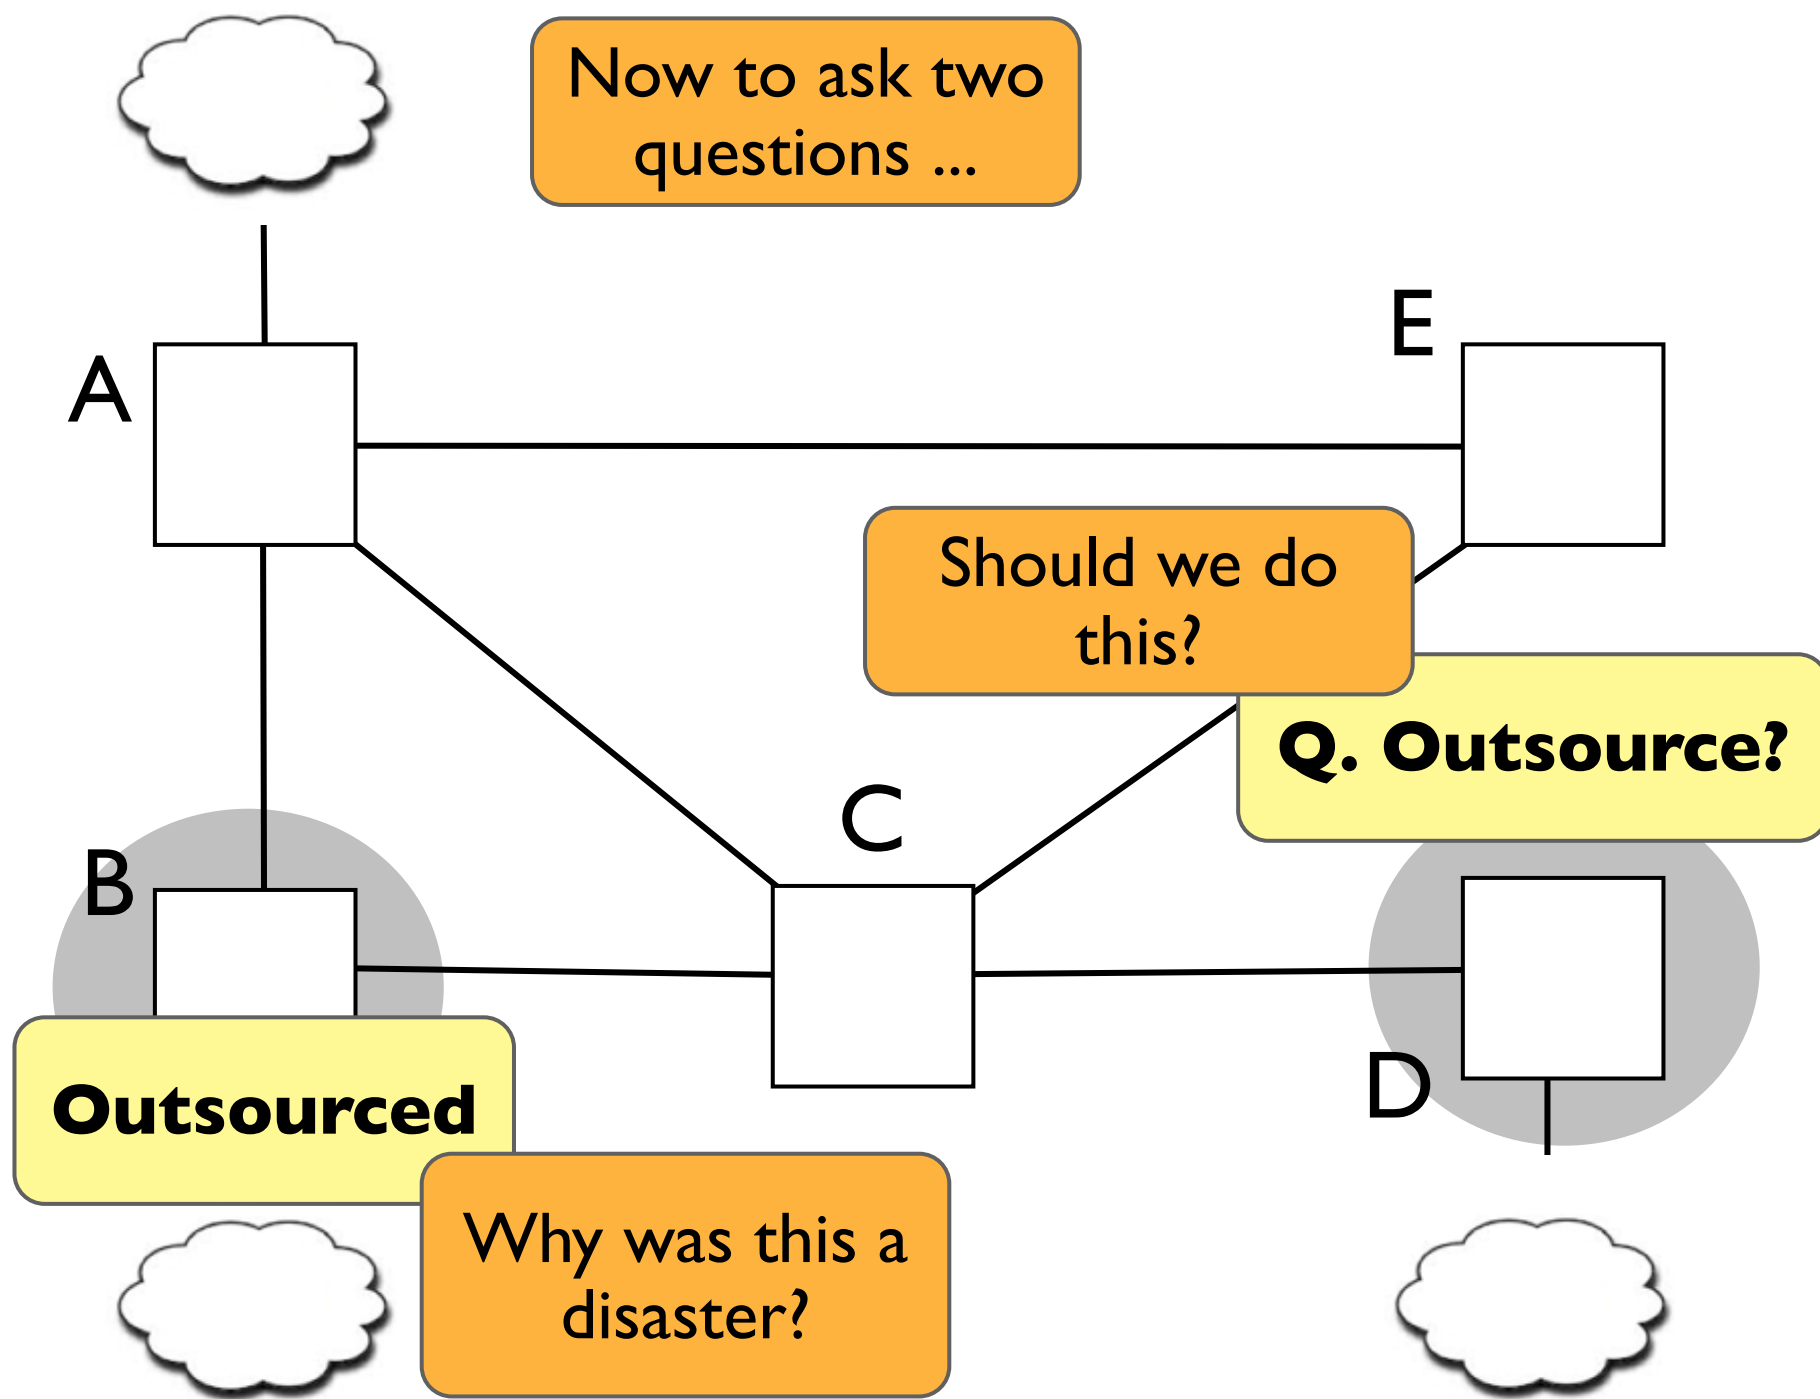 Now to ask two
questions ...
E
A
Should we do
this?
Q. Outsource?
C
B
D
Outsourced
Why was this a
disaster?